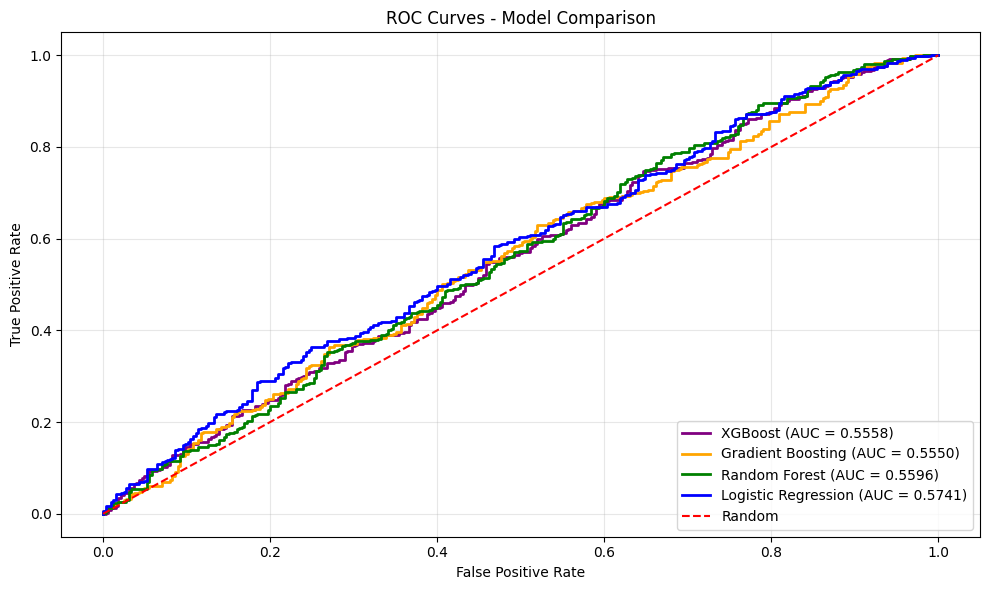 ROC Curves - Model Comparison
True Positive Rate
1.0
0.8
0.6
0.4
0.2
0.0
XGBoost (AUC = 0.5558)
Gradient Boosting (AUC = 0.5550)
Random Forest (AUC = 0.5596)
Logistic Regression (AUC = 0.5741)
Random
0.0 0.2 0.4 0.6 0.8 1.0
False Positive Rate